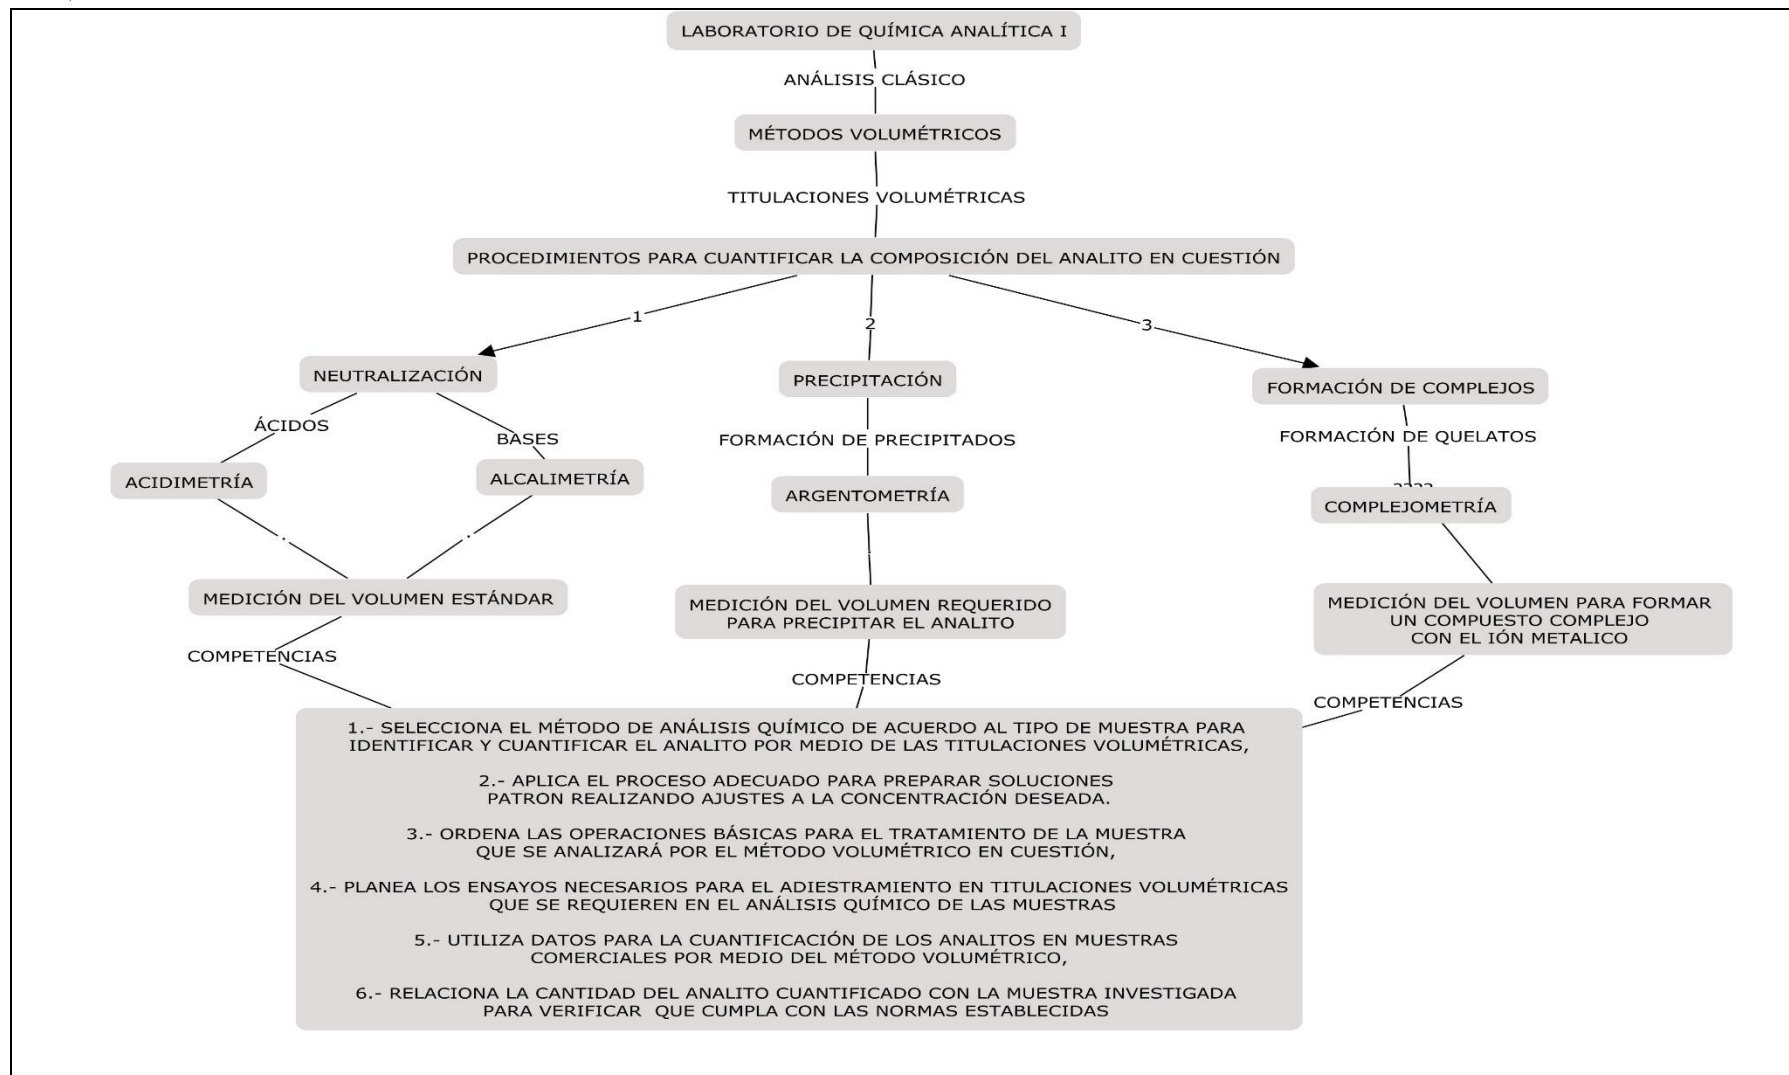 LABORATORIO DE QUÍMICA ANALÍTICA I
ANÁLISIS CLÁSICO
MÉTODOS VOLUMÉTRICOS
TITULACIONES VOLUMÉTRICAS
PROCEDIMIENTOS PARA CUANTIFICAR LA COMPOSICIÓN DEL ANALITO EN CUESTIÓN
1
2
3
NEUTRALIZACIÓN
PRECIPITACIÓN
FORMACIÓN DE COMPLEJOS
ÁCIDOS
BASES
FORMACIÓN DE PRECIPITADOS
FORMACIÓN DE QUELATOS
ACIDIMETRÍA
ALCALIMETRÍA
ARGENTOMETRÍA
COMPLEJOMETRÍA
MEDICIÓN DEL VOLUMEN ESTÁNDAR
MEDICIÓN DEL VOLUMEN REQUERIDO
PARA PRECIPITAR EL ANALITO
MEDICIÓN DEL VOLUMEN PARA FORMAR
UN COMPUESTO COMPLEJO
CON EL IÓN METALICO
COMPETENCIAS
COMPETENCIAS
COMPETENCIAS
1.- SELECCIONA EL MÉTODO DE ANÁLISIS QUÍMICO DE ACUERDO AL TIPO DE MUESTRA PARA
IDENTIFICAR Y CUANTIFICAR EL ANALITO POR MEDIO DE LAS TITULACIONES VOLUMÉTRICAS,
2.- APLICA EL PROCESO ADECUADO PARA PREPARAR SOLUCIONES
PATRON REALIZANDO AJUSTES A LA CONCENTRACIÓN DESEADA.
3.- ORDENA LAS OPERACIONES BÁSICAS PARA EL TRATAMIENTO DE LA MUESTRA
QUE SE ANALIZARÁ POR EL MÉTODO VOLUMÉTRICO EN CUESTIÓN,
4.- PLANEA LOS ENSAYOS NECESARIOS PARA EL ADIESTRAMIENTO EN TITULACIONES VOLUMÉTRICAS
QUE SE REQUIEREN EN EL ANÁLISIS QUÍMICO DE LAS MUESTRAS
5.- UTILIZA DATOS PARA LA CUANTIFICACIÓN DE LOS ANALITOS EN MUESTRAS
COMERCIALES POR MEDIO DEL MÉTODO VOLUMÉTRICO,
6.- RELACIONA LA CANTIDAD DEL ANALITO CUANTIFICADO CON LA MUESTRA INVESTIGADA
PARA VERIFICAR QUE CUMPLA CON LAS NORMAS ESTABLECIDAS